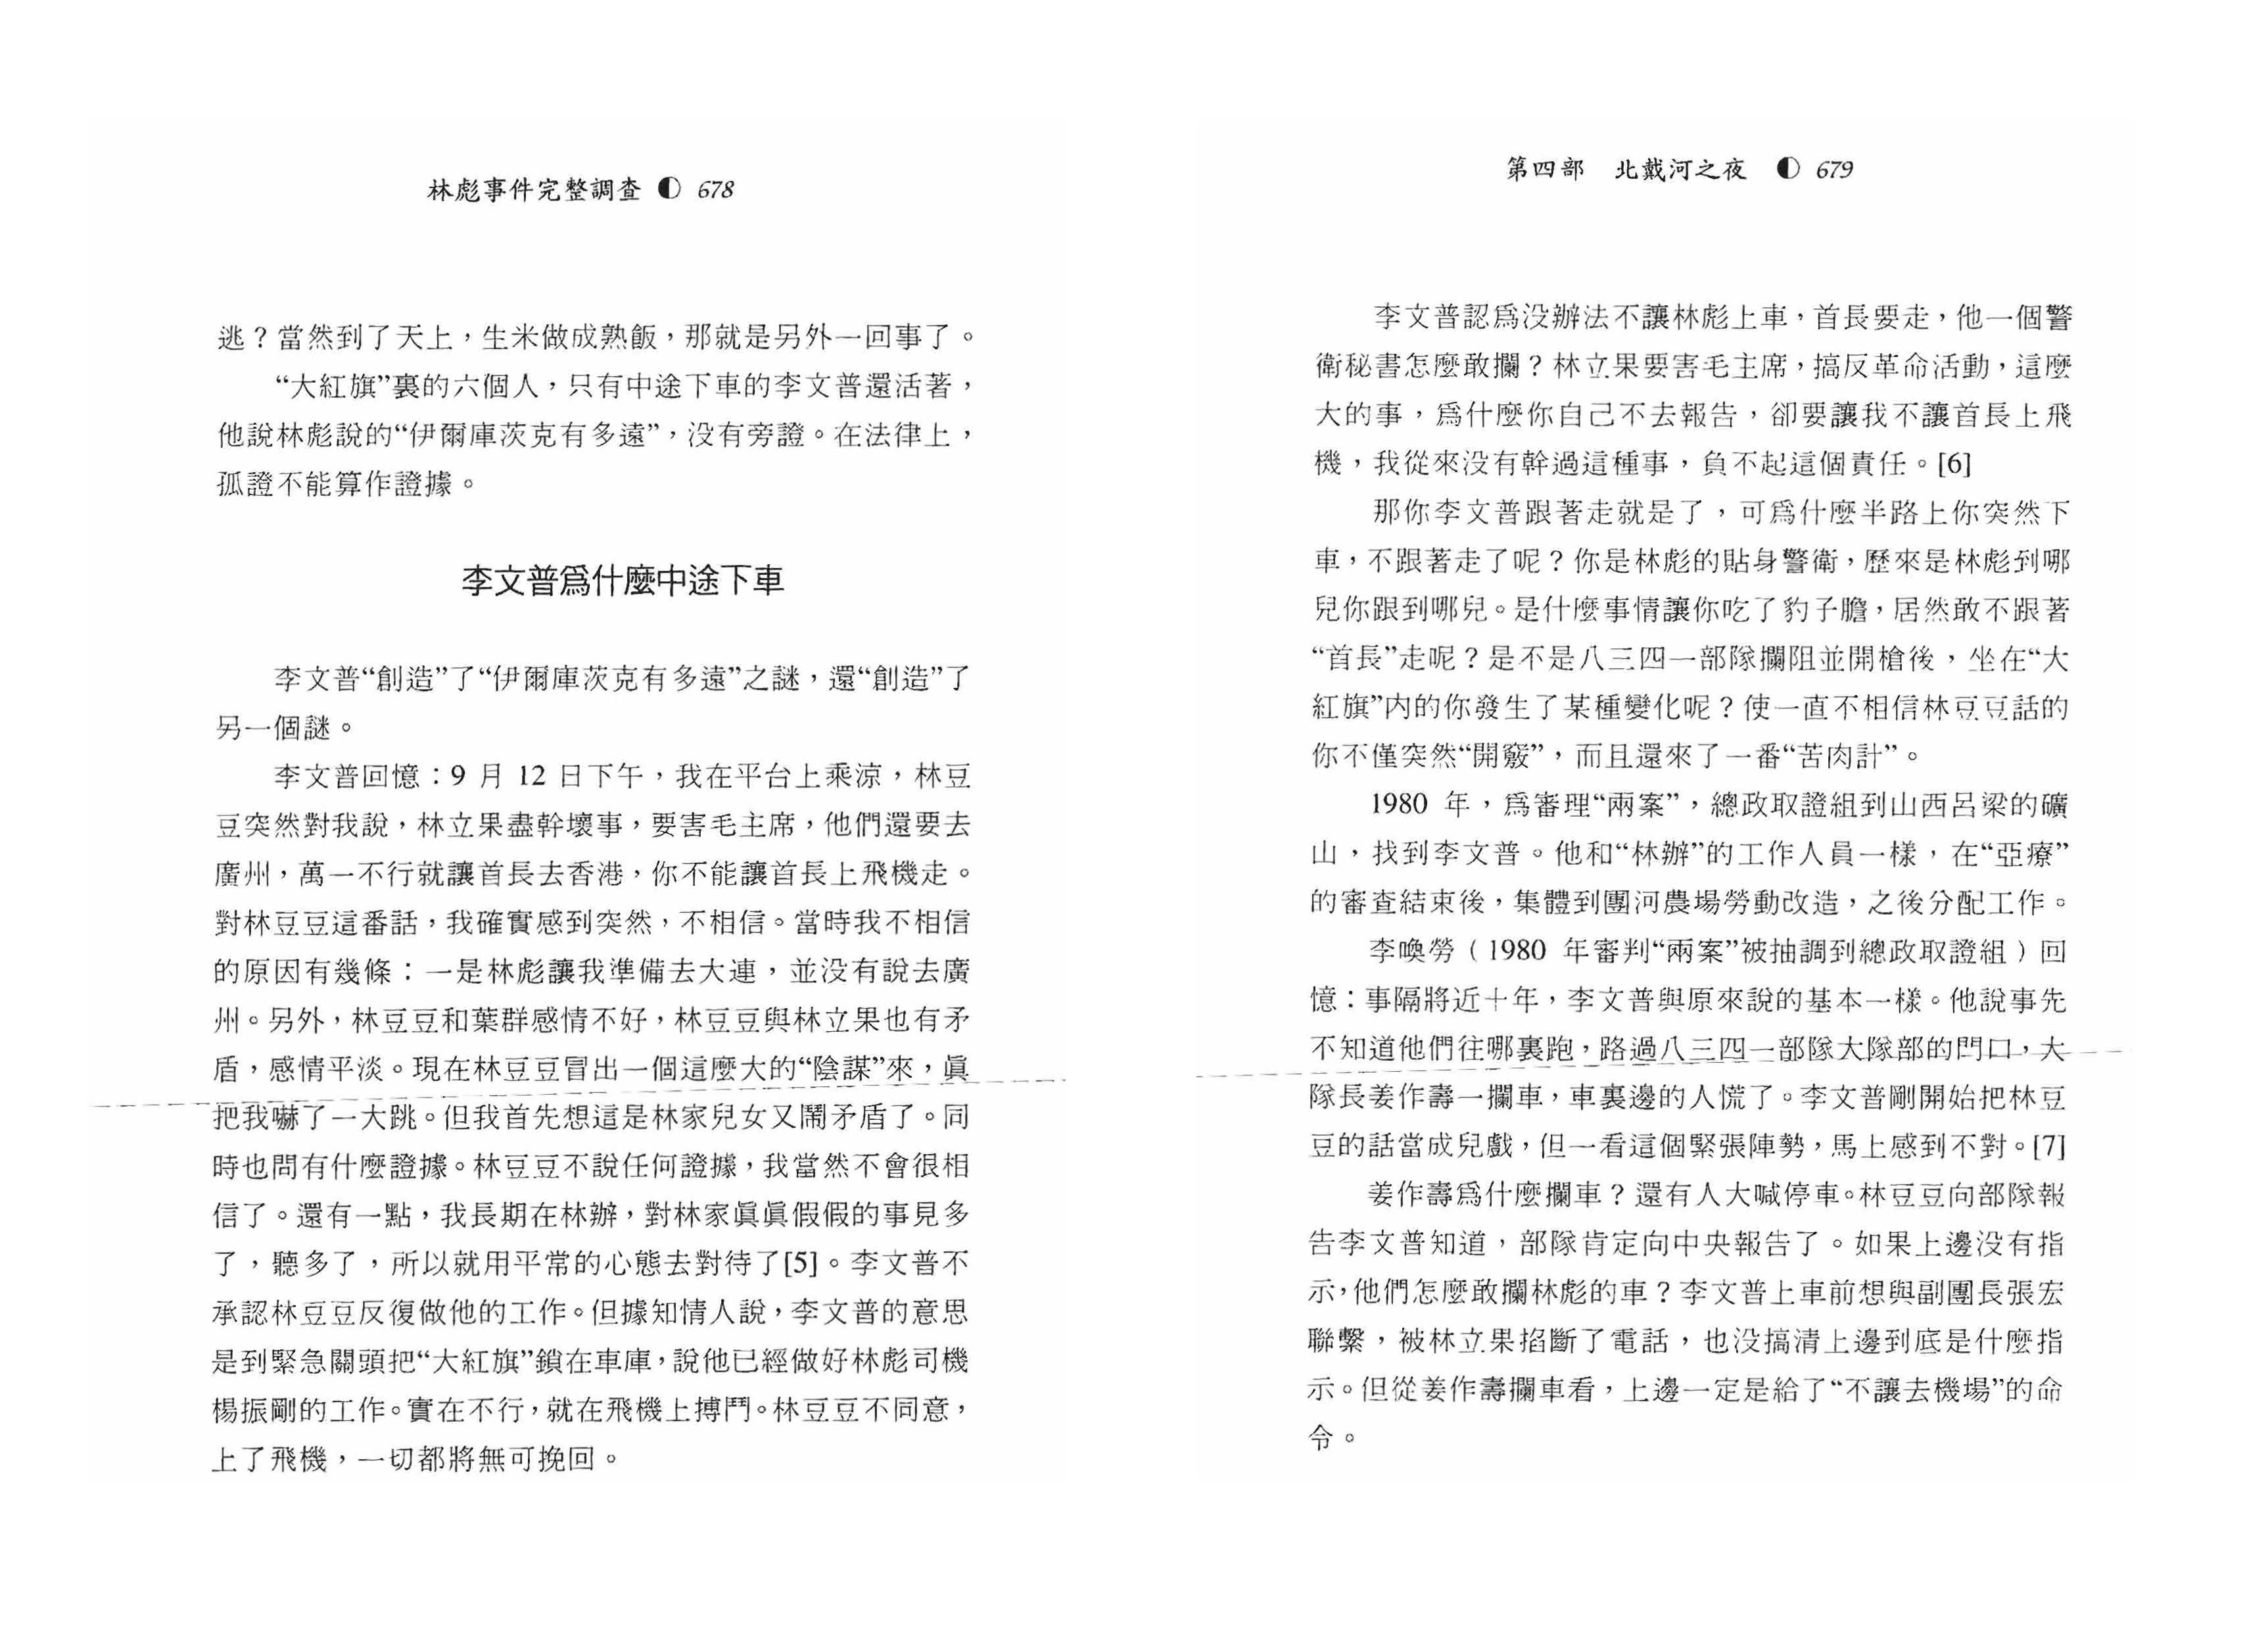 林彪事件完整調查 ◐ 678
逃？當然到了天上，生米做成熟飯，那就是另外一回事了。
“大紅旗”裏的六個人，只有中途下車的李文普還活著，
他說林彪說的“伊爾庫茨克有多遠”，没有旁證。在法律上，
孤證不能算作證據。
李文普爲什麼中途下車
李文普“創造”了“伊爾庫茨克有多遠”之謎，還“創造”了
另一個謎。
李文普回憶：9 月 12 日下午，我在平台上乘涼，林豆
豆突然對我說，林立果盡幹壞事，要害毛主席，他們還要去
廣州，萬一不行就讓首長去香港，你不能讓首長上飛機走。
對林豆豆這番話，我確實感到突然，不相信。當時我不相信
的原因有幾條：一是林彪讓我準備去大連，並没有說去廣
州。另外，林豆豆和葉群感情不好，林豆豆與林立果也有矛
盾，感情平淡。現在林豆豆冒出一個這麼大的“陰謀”來，眞
把我嚇了一大跳。但我首先想這是林家兒女又鬧矛盾了。同
時也問有什麼證據。林豆豆不說任何證據，我當然不會很相
信了。還有一點，我長期在林辦，對林家眞眞假假的事見多
了，聽多了，所以就用平常的心態去對待了[5]。李文普不
承認林豆豆反復做他的工作。但據知情人說，李文普的意思
是到緊急關頭把“大紅旗”鎖在車庫，說他已經做好林彪司機
楊振剛的工作。實在不行，就在飛機上搏鬥。林豆豆不同意，
上了飛機，一切都將無可挽回。
第四部 北戴河之夜 ◐ 679
李文普認爲没辦法不讓林彪上車，首長要走，他一個警
衛秘書怎麼敢攔？林立果要害毛主席，搞反革命活動，這麼
大的事，爲什麼你自己不去報告，卻要讓我不讓首長上飛
機，我從來没有幹過這種事，負不起這個責任。[6]
那你李文普跟著走就是了，可爲什麼半路上你突然下
車，不跟著走了呢？你是林彪的貼身警衛，歷來是林彪到哪
兒你跟到哪兒。是什麼事情讓你吃了豹子膽，居然敢不跟著
“首長”走呢？是不是八三四一部隊攔阻並開槍後，坐在“大
紅旗”内的你發生了某種變化呢？使一直不相信林豆豆話的
你不僅突然“開竅”，而且還來了一番“苦肉計”。
1980 年，爲審理“兩案”，總政取證組到山西呂梁的礦
山，找到李文普。他和“林辦”的工作人員一樣，在“亞療”
的審查結束後，集體到團河農場勞動改造，之後分配工作。
李喚勞（1980 年審判“兩案”被抽調到總政取證組）回
憶：事隔將近十年，李文普與原來說的基本一樣。他說事先
不知道他們往哪裏跑，路過八三四一部隊大隊部的門口，大
隊長姜作壽一攔車，車裏邊的人慌了。李文普剛開始把林豆
豆的話當成兒戲，但一看這個緊張陣勢，馬上感到不對。[7]
姜作壽爲什麼攔車？還有人大喊停車。林豆豆向部隊報
告李文普知道，部隊肯定向中央報告了。如果上邊没有指
示，他們怎麼敢攔林彪的車？李文普上車前想與副團長張宏
聯繫，被林立果掐斷了電話，也没搞清上邊到底是什麼指
示。但從姜作壽攔車看，上邊一定是給了“不讓去機場”的命
令。